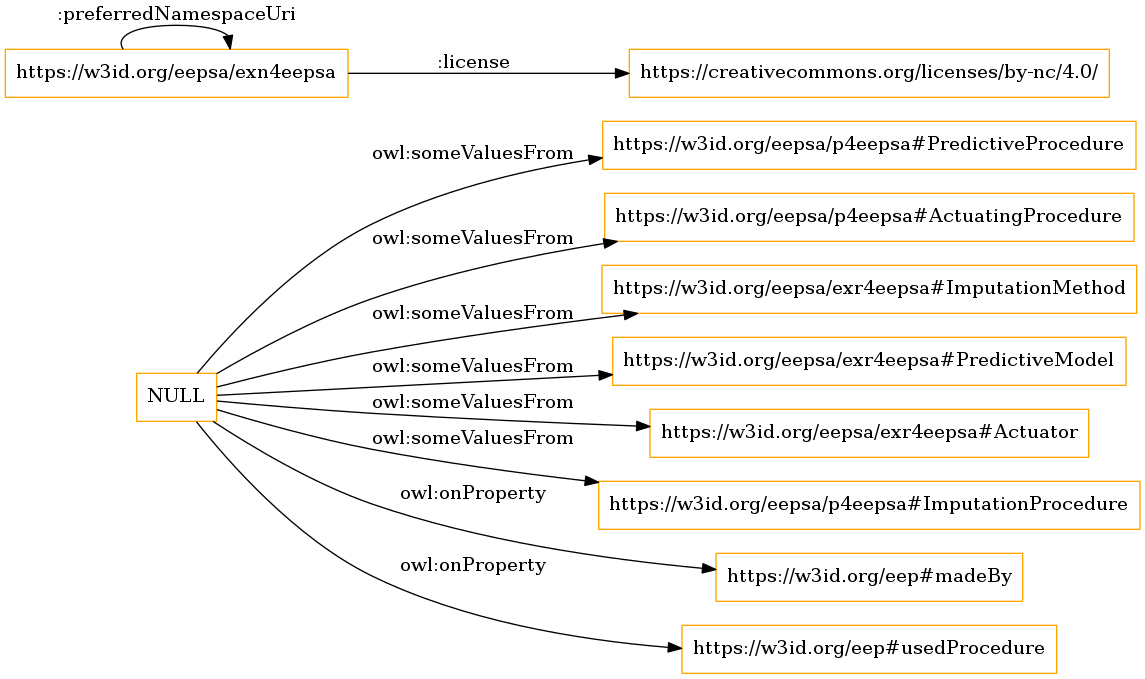 :preferredNamespaceUri
https://w3id.org/eepsa/exn4eepsa
:license
https://creativecommons.org/licenses/by-nc/4.0/
owl:someValuesFrom
https://w3id.org/eepsa/p4eepsa#PredictiveProcedure
owl:someValuesFrom
https://w3id.org/eepsa/p4eepsa#ActuatingProcedure
owl:someValuesFrom
https://w3id.org/eepsa/exr4eepsa#ImputationMethod
owl:someValuesFrom
https://w3id.org/eepsa/exr4eepsa#PredictiveModel
NULL
owl:someValuesFrom
https://w3id.org/eepsa/exr4eepsa#Actuator
owl:someValuesFrom
https://w3id.org/eepsa/p4eepsa#ImputationProcedure
owl:onProperty
https://w3id.org/eep#madeBy
owl:onProperty
https://w3id.org/eep#usedProcedure